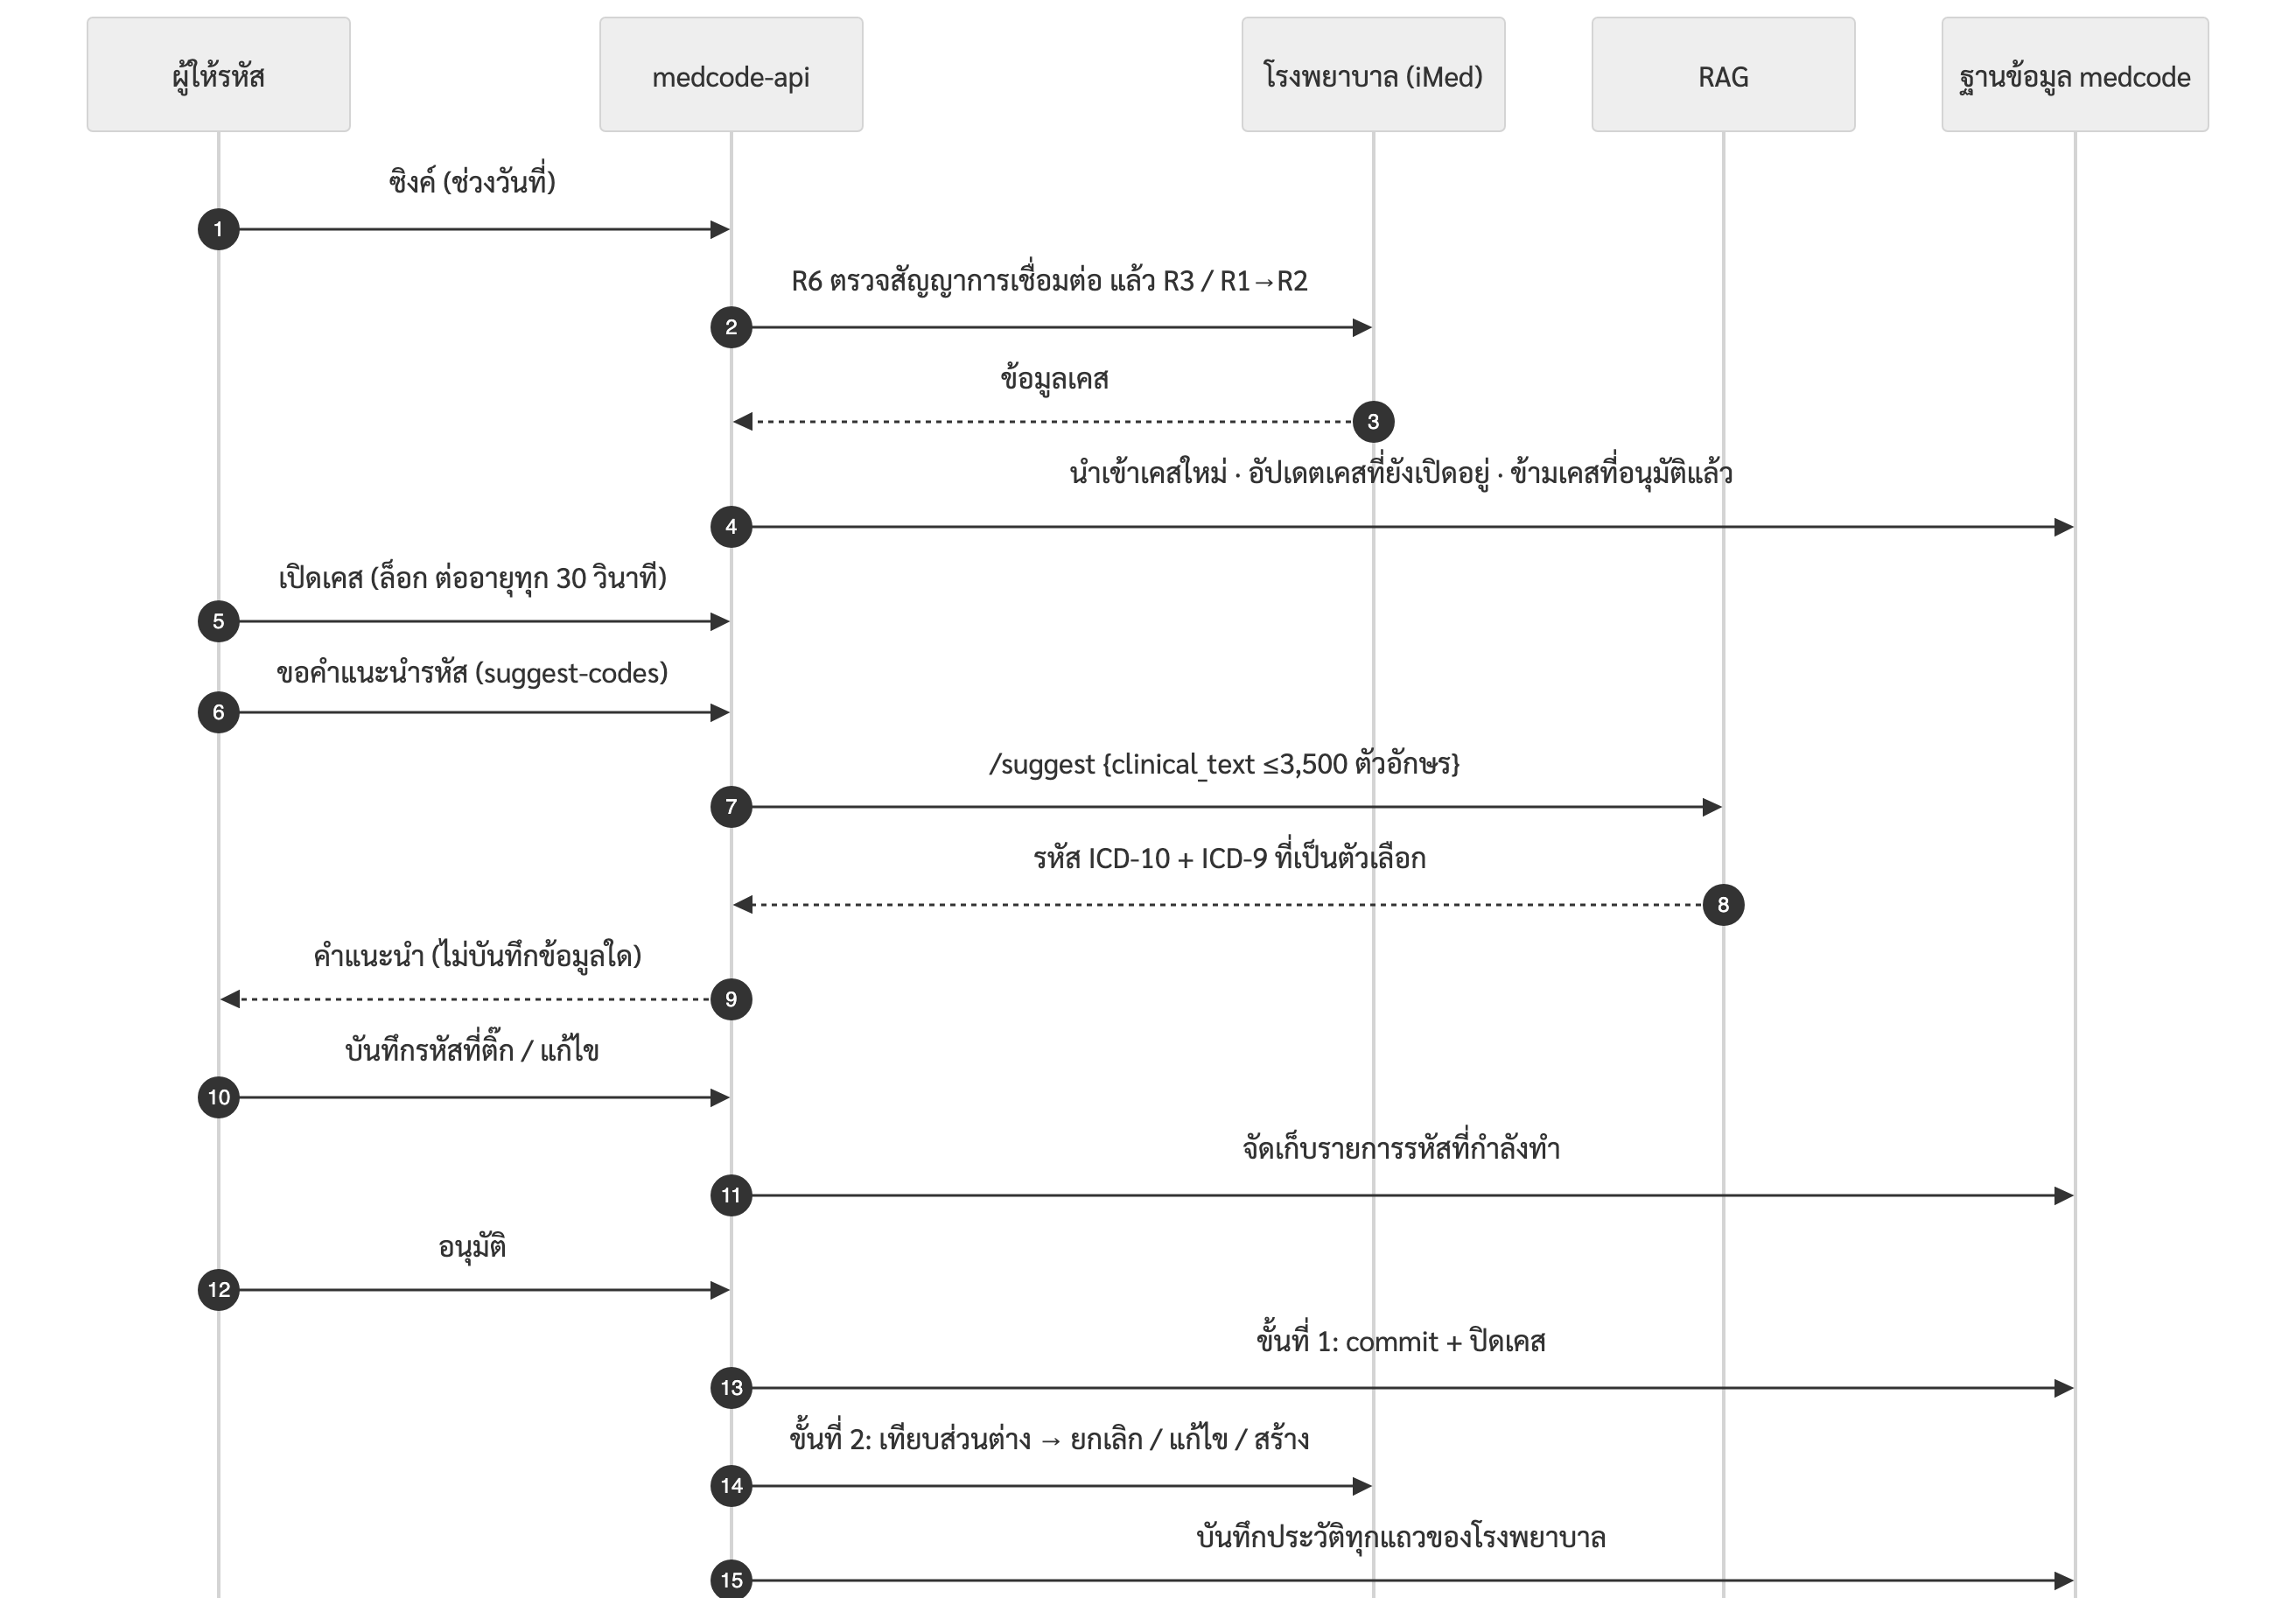 ผู้ให้รหัส
medcode-api
โรงพยาบาล (iMed)
RAG
ฐานข้อมูล medcode
ซิงค์ (ช่วงวันที่)
1
R6 ตรวจสัญญาการเชื่อมต่อ แล้ว R3 / R1→R2
2
ข้อมูลเคส
3
นำเข้าเคสใหม่ · อัปเดตเคสที่ยังเปิดอยู่ · ข้ามเคสที่อนุมัติแล้ว
4
เปิดเคส (ล็อก ต่ออายุทุก 30 วินาที)
5
ขอคำแนะนำรหัส (suggest-codes)
6
/suggest {clinical_text ≤3,500 ตัวอักษร}
7
รหัส ICD-10 + ICD-9 ที่เป็นตัวเลือก
8
คำแนะนำ (ไม่บันทึกข้อมูลใด)
9
บันทึกรหัสที่ติ๊ก / แก้ไข
10
จัดเก็บรายการรหัสที่กำลังทำ
11
อนุมัติ
12
ขั้นที่ 1: commit + ปิดเคส
13
ขั้นที่ 2: เทียบส่วนต่าง → ยกเลิก / แก้ไข / สร้าง
14
บันทึกประวัติทุกแถวของโรงพยาบาล
15